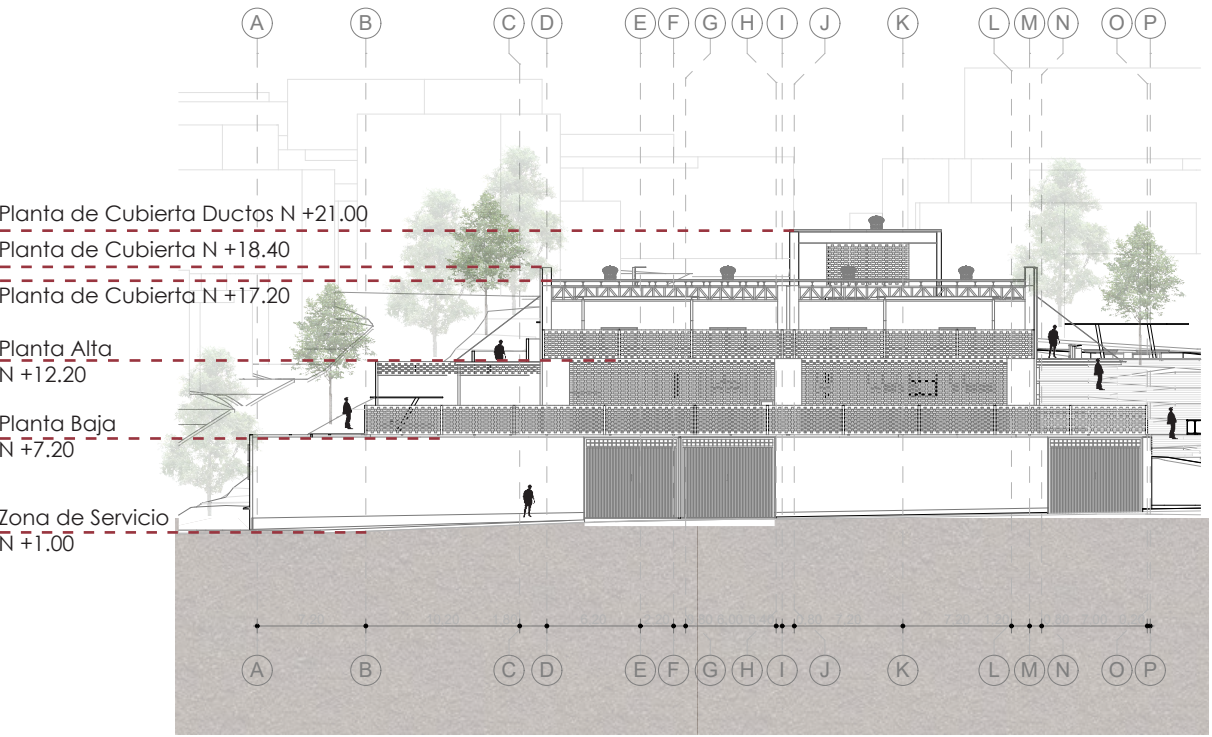 A B C D E F G H I J K L M N O P
Planta de Cubierta Ductos N +21.00
Planta de Cubierta N +18.40
Planta de Cubierta N +17.20
Planta Alta
N +12.20
Planta Baja
N +7.20
Zona de Servicio
N +1.00
A B C D E F G H I J K L M N O P